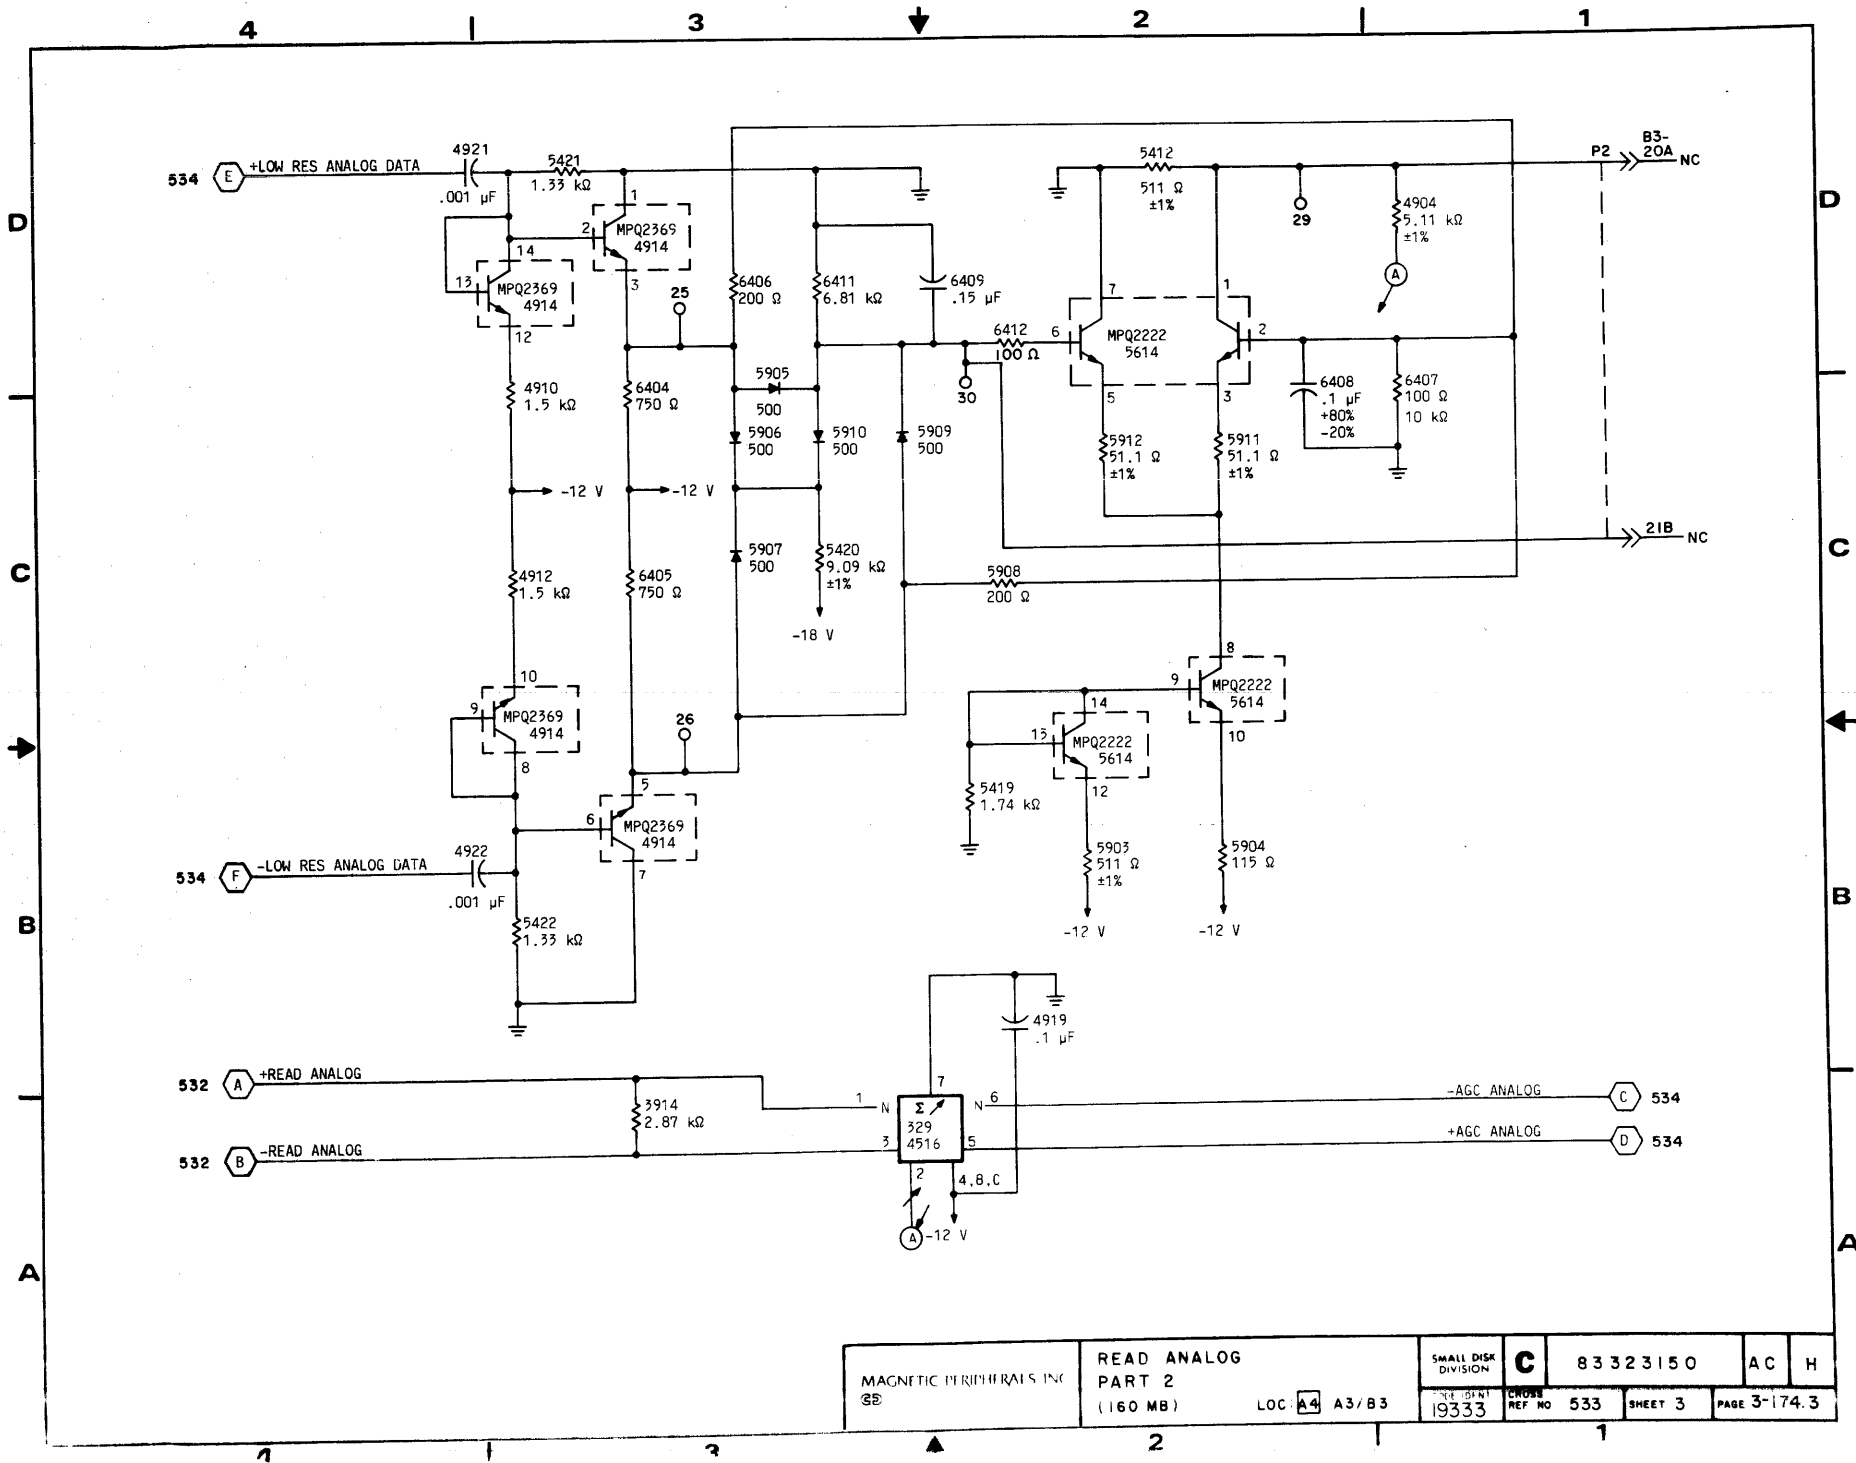 4 3 2 1
D
C
B
A
534 E +LOW RES ANALOG DATA
4921
.001 µF
5421
1.33 kΩ
1
2
MPQ2369
4914
3
14
13
MPQ2369
4914
12
25
6406
200 Ω
6411
6.81 kΩ
6409
.15 µF
6412
100 Ω
30
5412
511 Ω
±1%
29
P2
B3-
20A NC
4904
5.11 kΩ
±1%
A
7
1
6
MPQ2222
5614
2
5
3
6408
.1 µF
+80%
-20%
6407
100 Ω
10 kΩ
4910
1.5 kΩ
6404
750 Ω
5905
500
5906
500
5910
500
5909
500
5912
51.1 Ω
±1%
5911
51.1 Ω
±1%
-12 V
-12 V
21B NC
4912
1.5 kΩ
6405
750 Ω
5907
500
5420
9.09 kΩ
±1%
-18 V
5908
200 Ω
10
9
MPQ2369
4914
8
26
5
6
MPQ2369
4914
7
8
9
MPQ2222
5614
10
14
13
MPQ2222
5614
12
5419
1.74 kΩ
5903
511 Ω
±1%
-12 V
5904
115 Ω
-12 V
534 F -LOW RES ANALOG DATA
4922
.001 µF
5422
1.33 kΩ
4919
.1 µF
532 A +READ ANALOG
3914
2.87 kΩ
532 B -READ ANALOG
1 N
3
7
Σ
329
4516
N 6
5
2
4,8,C
A
-12 V
-AGC ANALOG C 534
+AGC ANALOG D 534
D
C
B
A
MAGNETIC PERIPHERALS INC
READ ANALOG
PART 2
(160 MB) LOC: A4 A3/B3
SMALL DISK
DIVISION
C
83323150
AC
H
CODE IDENT
19333
CROSS
REF NO 533
SHEET 3
PAGE 3-174.3
2 1